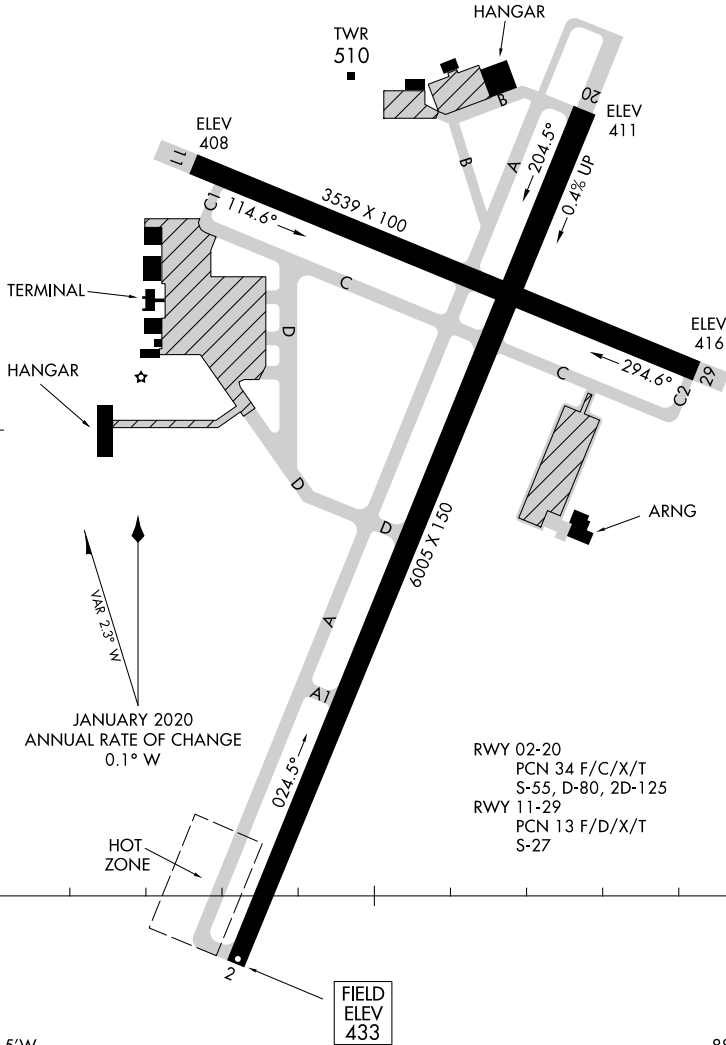 HANGAR
TWR
510
20
ELEV
411
B
ELEV
408
11
A
204.5°
0.4% UP
B
3539 X 100
C1
114.6°
TERMINAL
C
D
ELEV
416
294.6°
C
29
C2
HANGAR
D
ARNG
D
6005 X 150
VAR 2.3° W
A
A1
JANUARY 2020
ANNUAL RATE OF CHANGE
0.1° W
024.5°
RWY 02-20
PCN 34 F/C/X/T
S-55, D-80, 2D-125
RWY 11-29
PCN 13 F/D/X/T
S-27
HOT
ZONE
2
FIELD
ELEV
433
5'W